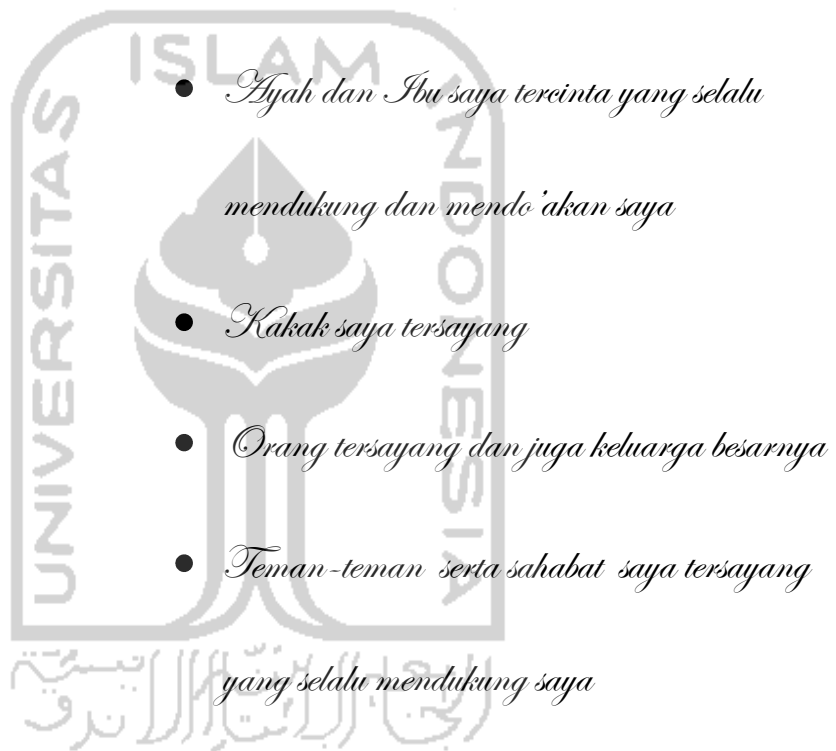 ISLAM
UNIVERSITAS
INDONESIA
• Ayah dan Ibu saya tercinta yang selalu
mendukung dan mendo'akan saya
• Kakak saya tersayang
• Orang tersayang dan juga keluarga besarnya
• Teman-teman serta sahabat saya tersayang
yang selalu mendukung saya